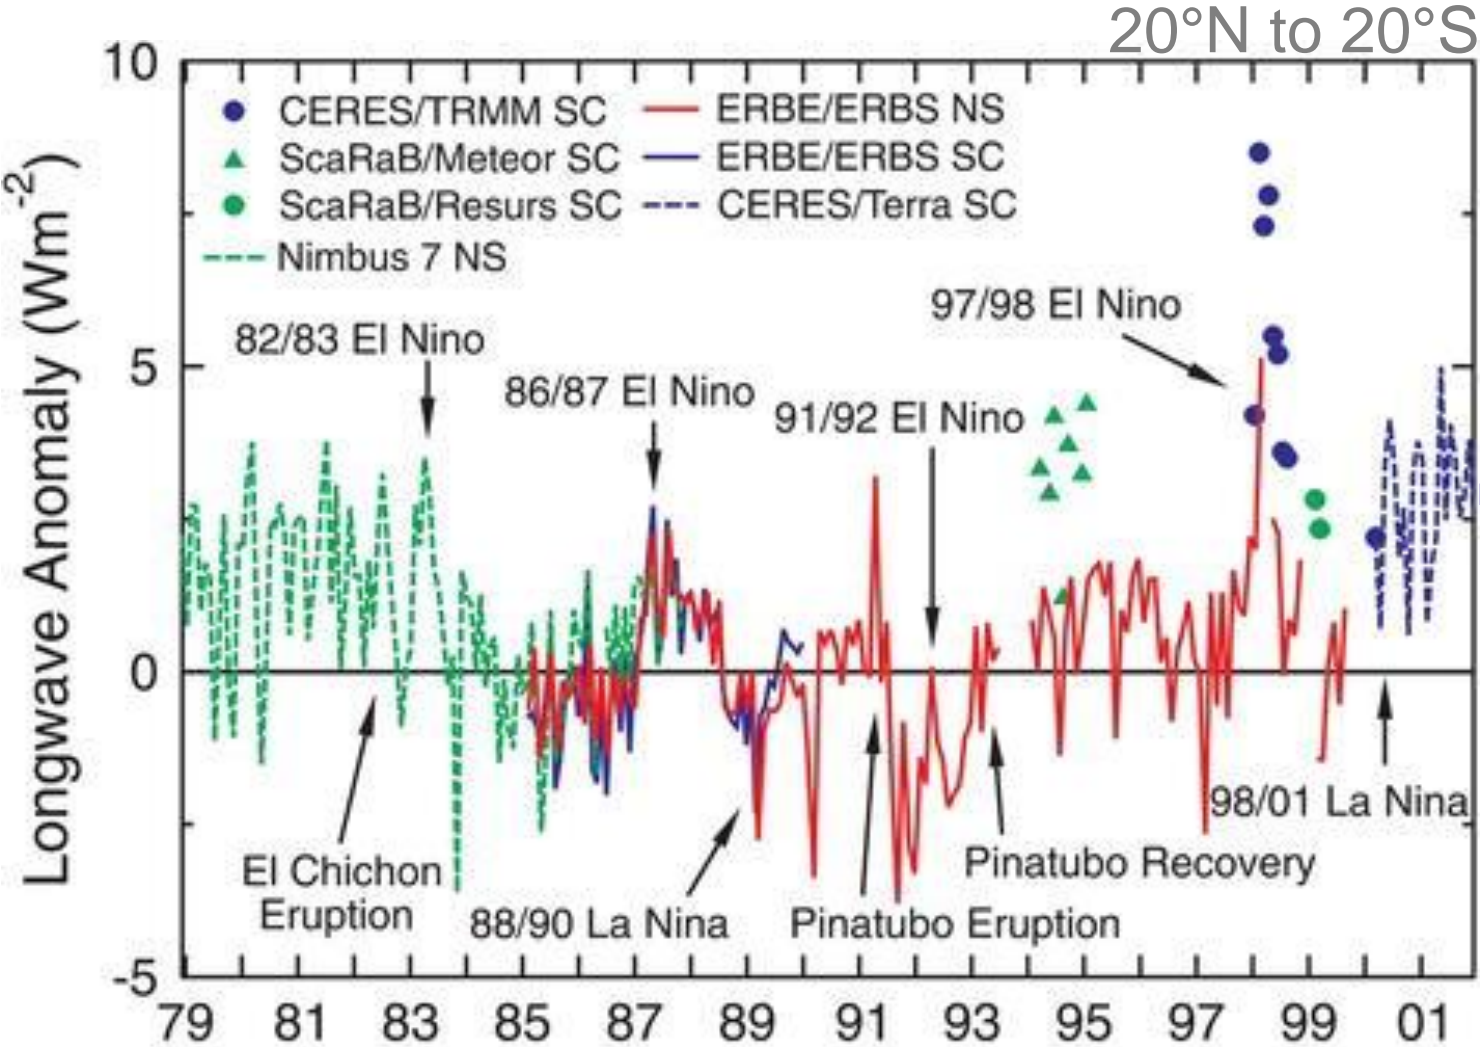 20°N to 20°S
10
CERES/TRMM SC
ERBE/ERBS NS
ScaRaB/Meteor SC
ERBE/ERBS SC
ScaRaB/Resurs SC
CERES/Terra SC
Nimbus 7 NS
97/98 El Nino
82/83 El Nino
5
86/87 El Nino
91/92 El Nino
Longwave Anomaly (Wm-2)
0
98/01 La Nina
El Chichon
Eruption
Pinatubo Recovery
88/90 La Nina
Pinatubo Eruption
-5
79 81 83 85 87 89 91 93 95 97 99 01